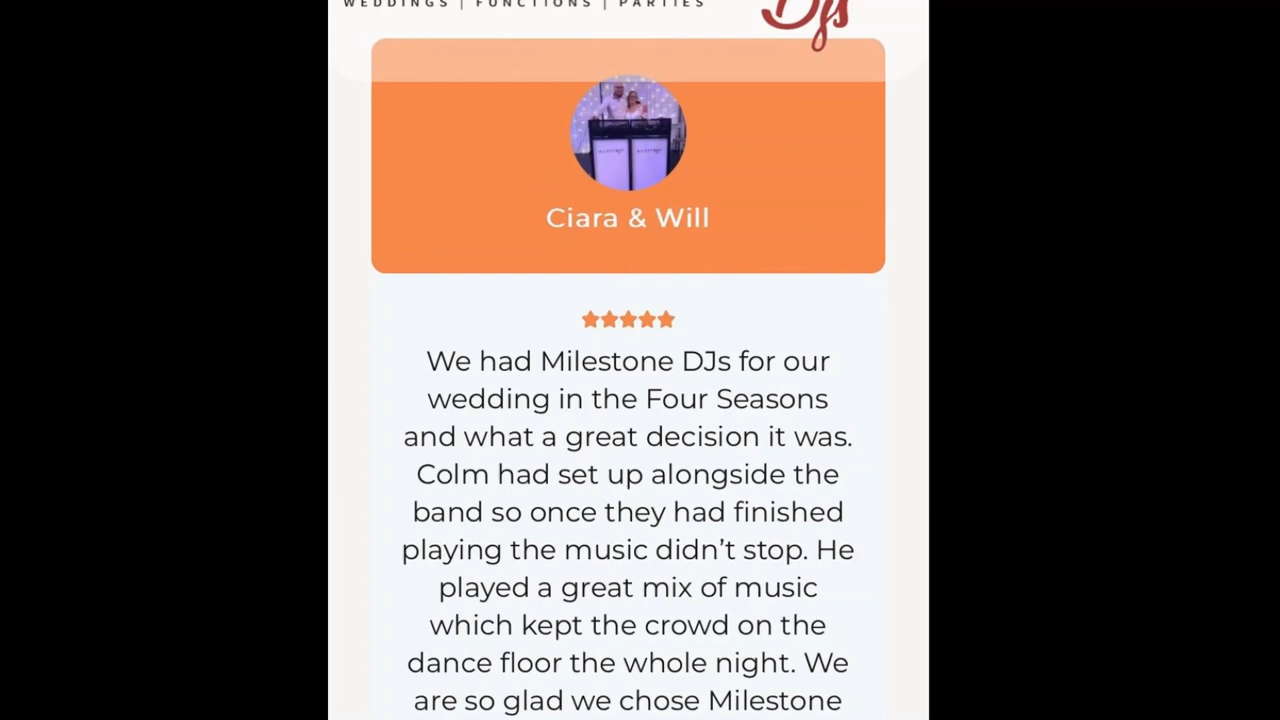 WEDDINGS | FUNCTIONS | PARTIES
Djs
Ciara & Will
We had Milestone DJs for our
wedding in the Four Seasons
and what a great decision it was.
Colm had set up alongside the
band so once they had finished
playing the music didn’t stop. He
played a great mix of music
which kept the crowd on the
dance floor the whole night. We
are so glad we chose Milestone